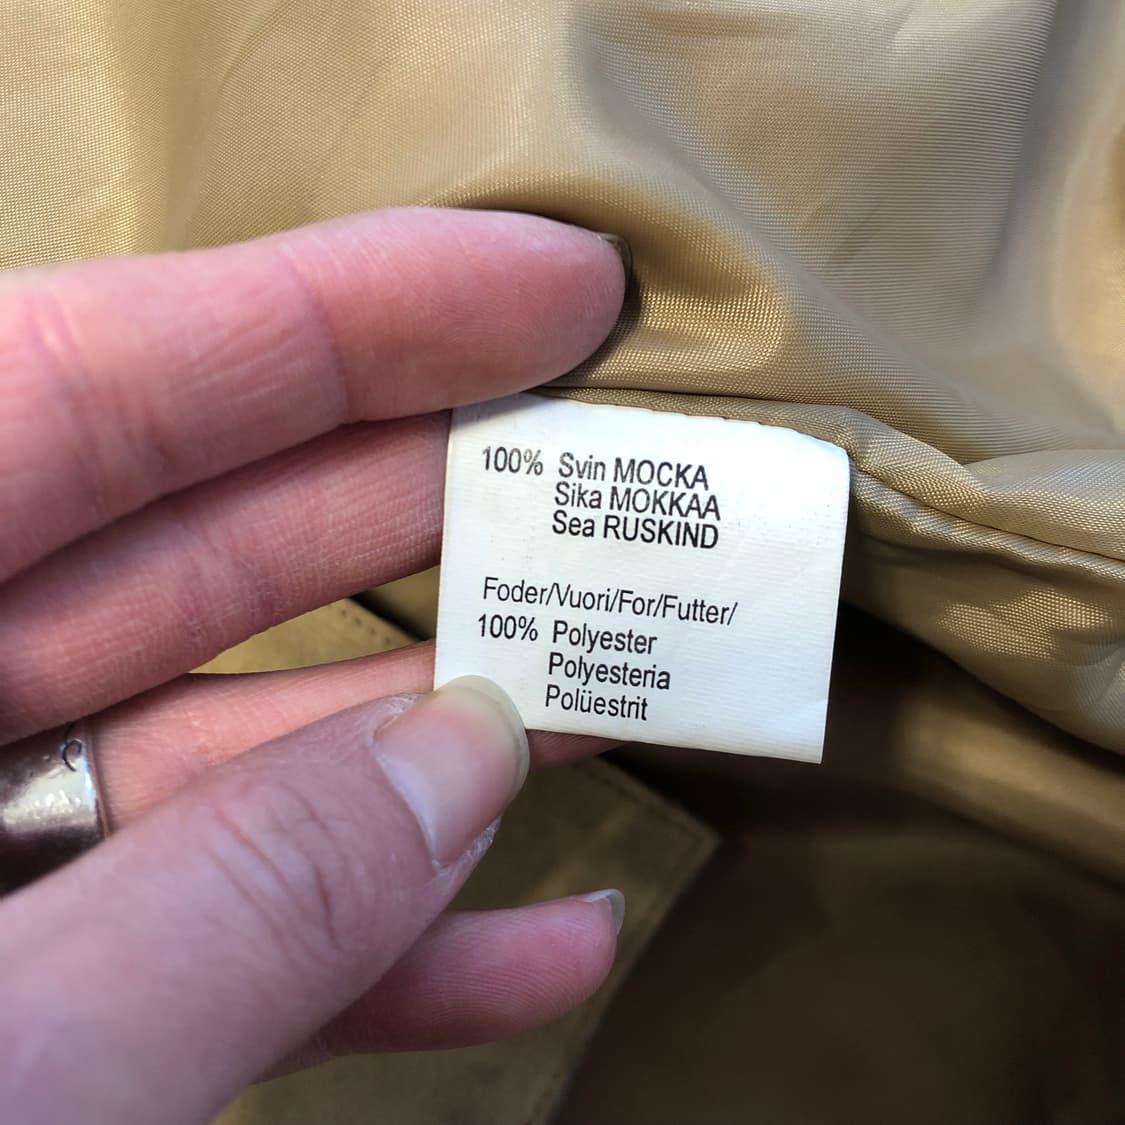 100% Svin MOCKA
Sika MOKKAA
Sea RUSKIND
Foder/Vuori/For/Futter/
100% Polyester
Polyesteria
Polüestrit